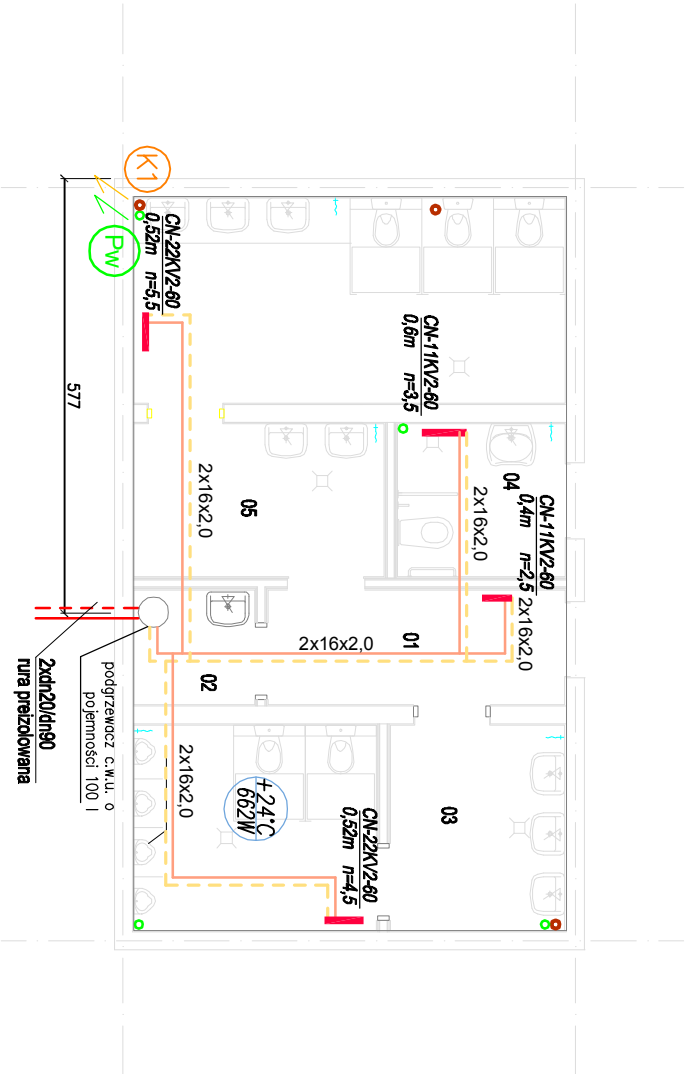 K1
Pw
CN-22KV2-60
0,52m n=5,5
CN-11KV2-60
0,6m n=3,5
CN-11KV2-60
0,4m n=2,5
04
2x16x2,0
2x16x2,0
05
2x16x2,0
577
01
2x16x2,0
02
2xdn20/dn90
rura preizolowana
podgrzewacz c.w.u. o
pojemności 100 l
2x16x2,0
+24°C
662W
03
CN-22KV2-60
0,52m n=4,5